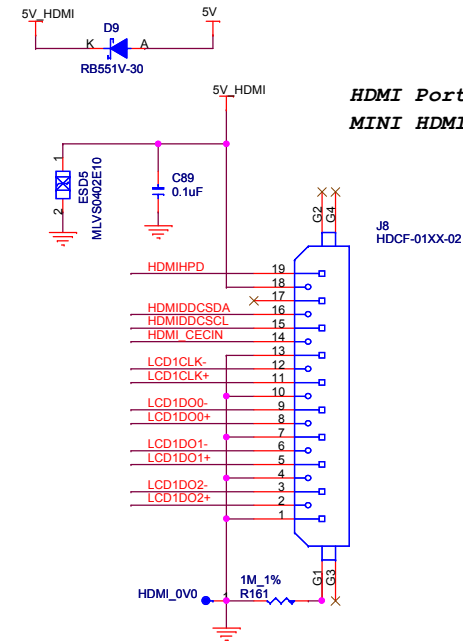 5V_HDMI
D9
5V
K
A
RB551V-30
5V_HDMI
HDMI Port
MINI HDMI
1
ESD5
MLVS0402E10
2
C89
0.1uF
G2
G4
J8
HDCF-01XX-02
HDMIHPD
19
18
17
HDMIDDCSDA
16
HDMIDDCSCL
15
HDMI_CECIN
14
13
LCD1CLK-
12
LCD1CLK+
11
10
LCD1DO0-
9
LCD1DO0+
8
7
LCD1DO1-
6
LCD1DO1+
5
4
LCD1DO2-
3
LCD1DO2+
2
1
G1
G3
1M_1%
HDMI_0V0
1
R161